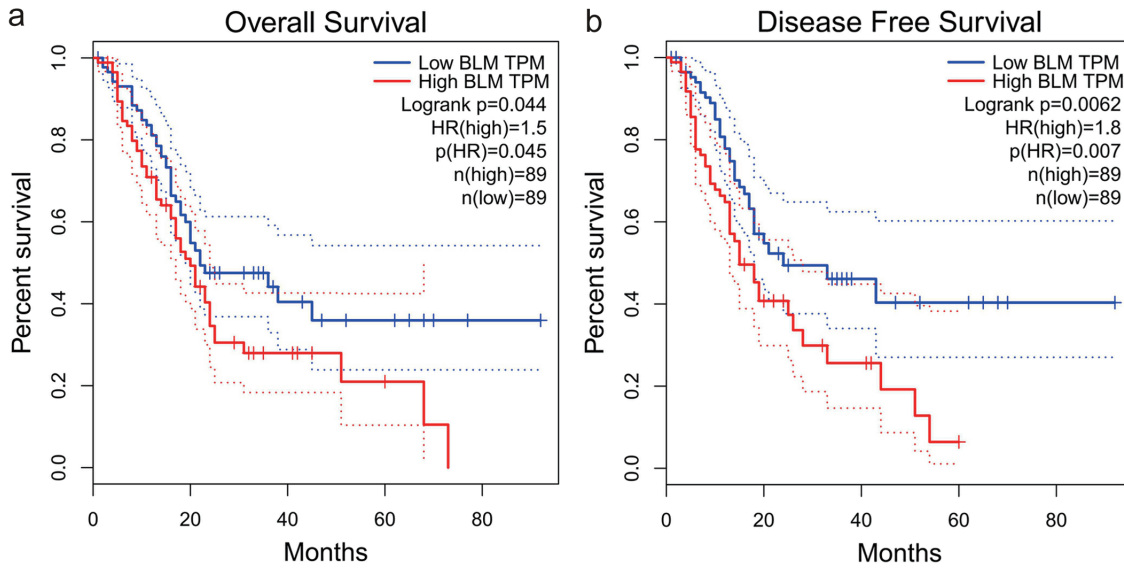 a
Overall Survival
Percent survival
1.0
0.8
0.6
0.4
0.2
0.0
Low BLM TPM
High BLM TPM
Logrank p=0.044
HR(high)=1.5
p(HR)=0.045
n(high)=89
n(low)=89
0 20 40 60 80
Months
b
Disease Free Survival
Percent survival
1.0
0.8
0.6
0.4
0.2
0.0
Low BLM TPM
High BLM TPM
Logrank p=0.0062
HR(high)=1.8
p(HR)=0.007
n(high)=89
n(low)=89
0 20 40 60 80
Months